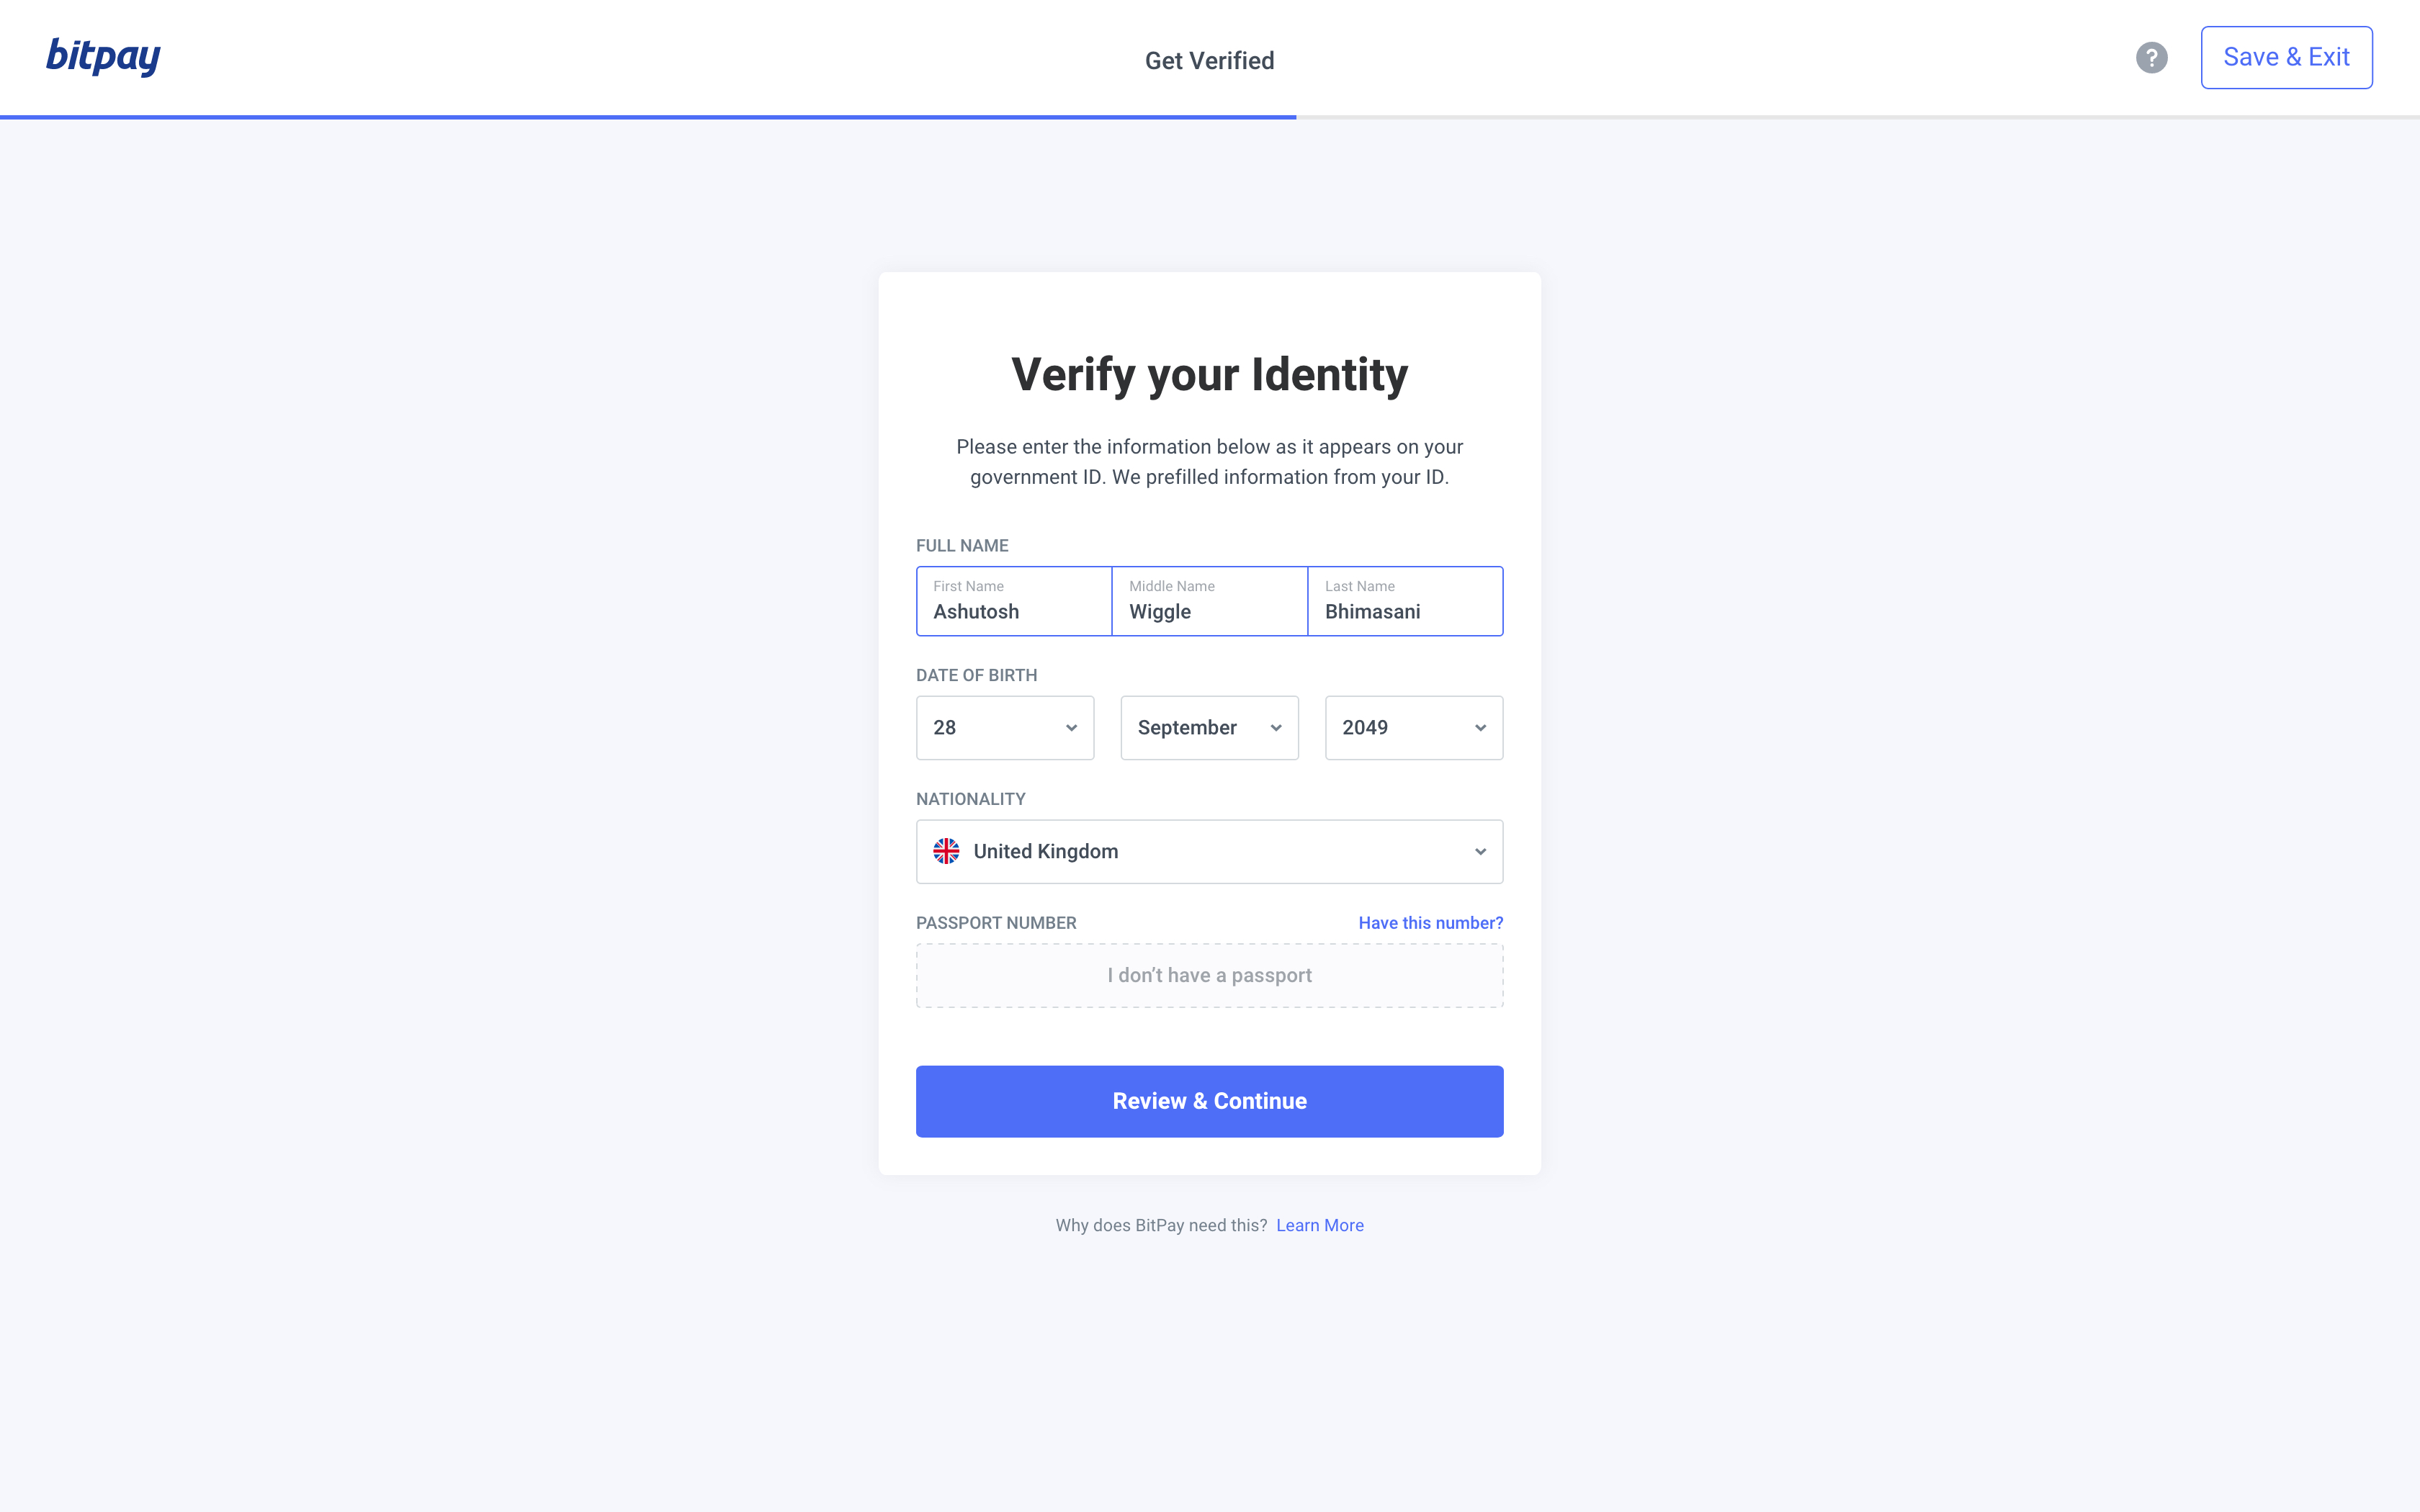 bitpay
Get Verified
?
Save & Exit
Verify your Identity
Please enter the information below as it appears on your
government ID. We prefilled information from your ID.
FULL NAME
First Name Middle Name Last Name
Ashutosh Wiggle Bhimasani
DATE OF BIRTH
28 September 2049
NATIONALITY
United Kingdom
PASSPORT NUMBER Have this number?
I don’t have a passport
Review & Continue
Why does BitPay need this? Learn More